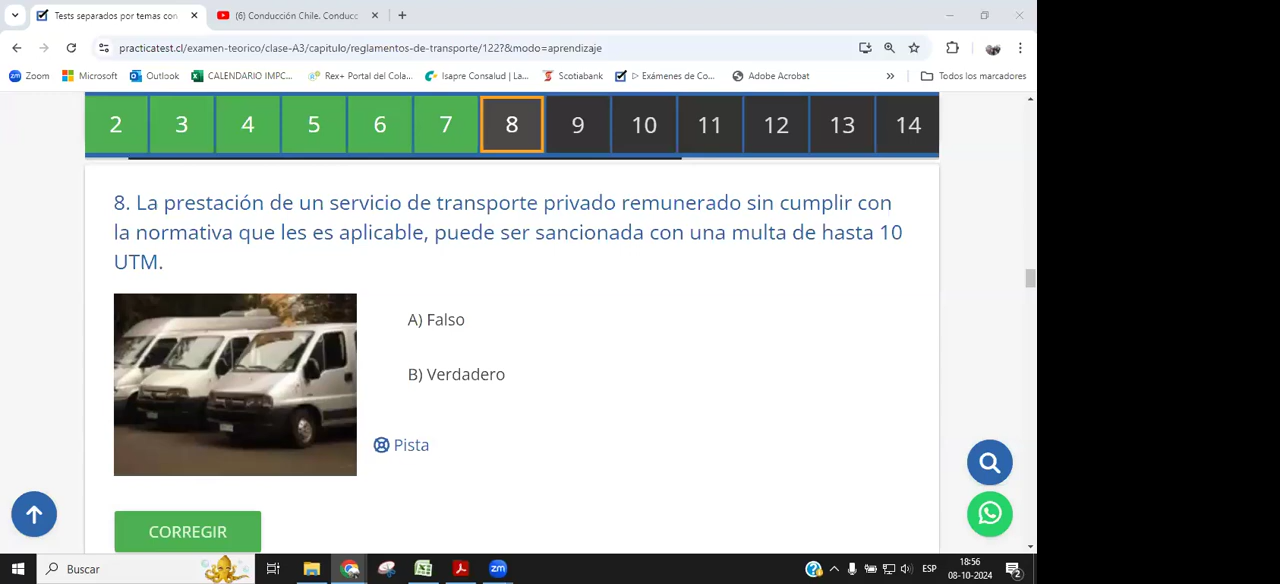 Tests separados por temas con
(6) Conducción Chile. Conducc
practicatest.cl/examen-teorico/clase-A3/capitulo/reglamentos-de-transporte/122?&modo=aprendizaje
Zoom
Microsoft
Outlook
CALENDARIO IMPC...
Rex+ Portal del Cola...
Isapre Consalud | La...
Scotiabank
▷ Exámenes de Co...
Adobe Acrobat
»
Todos los marcadores
2 3 4 5 6 7 8 9 10 11 12 13 14
8. La prestación de un servicio de transporte privado remunerado sin cumplir con
la normativa que les es aplicable, puede ser sancionada con una multa de hasta 10
UTM.
A) Falso
B) Verdadero
Pista
CORREGIR
Buscar
ESP
18:56
08-10-2024
2